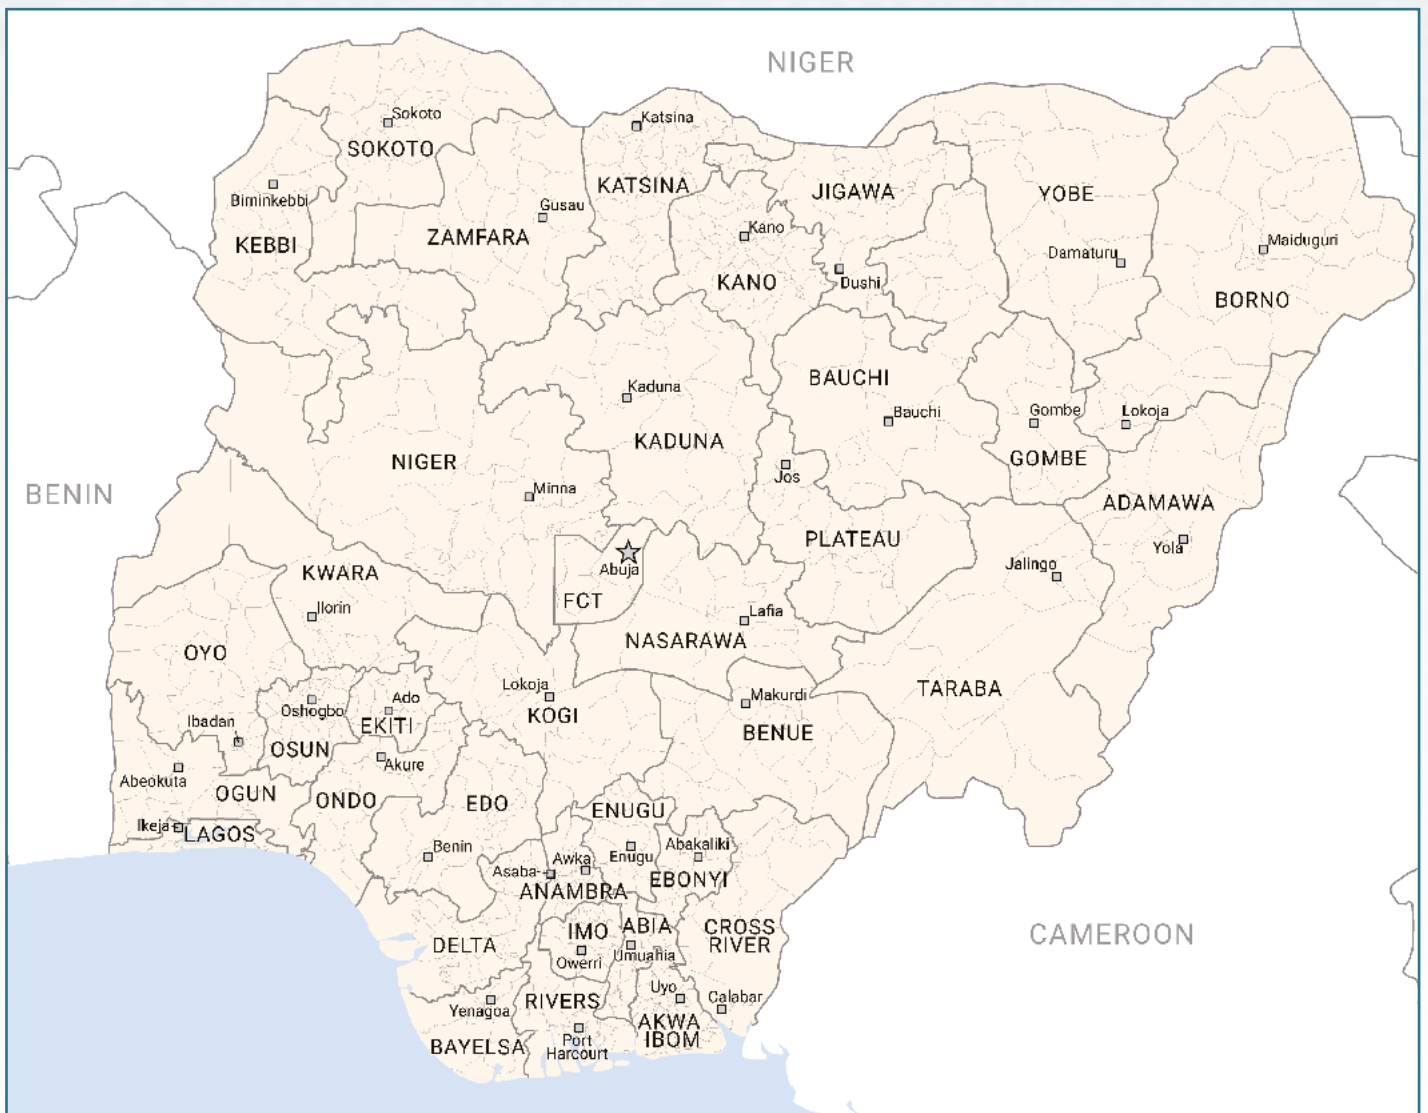 NIGER
Sokoto
SOKOTO
Katsina
KATSINA
JIGAWA
YOBE
Biminkebbi
KEBBI
Gusau
ZAMFARA
Kano
KANO
Dushi
Damaturu
Maiduguri
BORNO
BAUCHI
Bauchi
Kaduna
KADUNA
Gombe
GOMBE
Lokoja
NIGER
Minna
Jos
BENIN
ADAMAWA
Yola
PLATEAU
Jalingo
Abuja
FCT
KWARA
Ilorin
Lafia
NASARAWA
OYO
TARABA
Lokoja
KOGI
Makurdi
BENUE
Oshogbo
OSUN
Ado
EKITI
Ibadan
Akure
Abeokuta
OGUN
ONDO
EDO
ENUGU
Ikeja
LAGOS
Benin
Enugu
Abakaliki
EBONYI
Asaba
Awka
ANAMBRA
CROSS
RIVER
CAMEROON
DELTA
IMO
Owerri
ABIA
Umuahia
Uyo
Calabar
Yenagoa
RIVERS
AKWA
IBOM
BAYELSA
Port
Harcourt